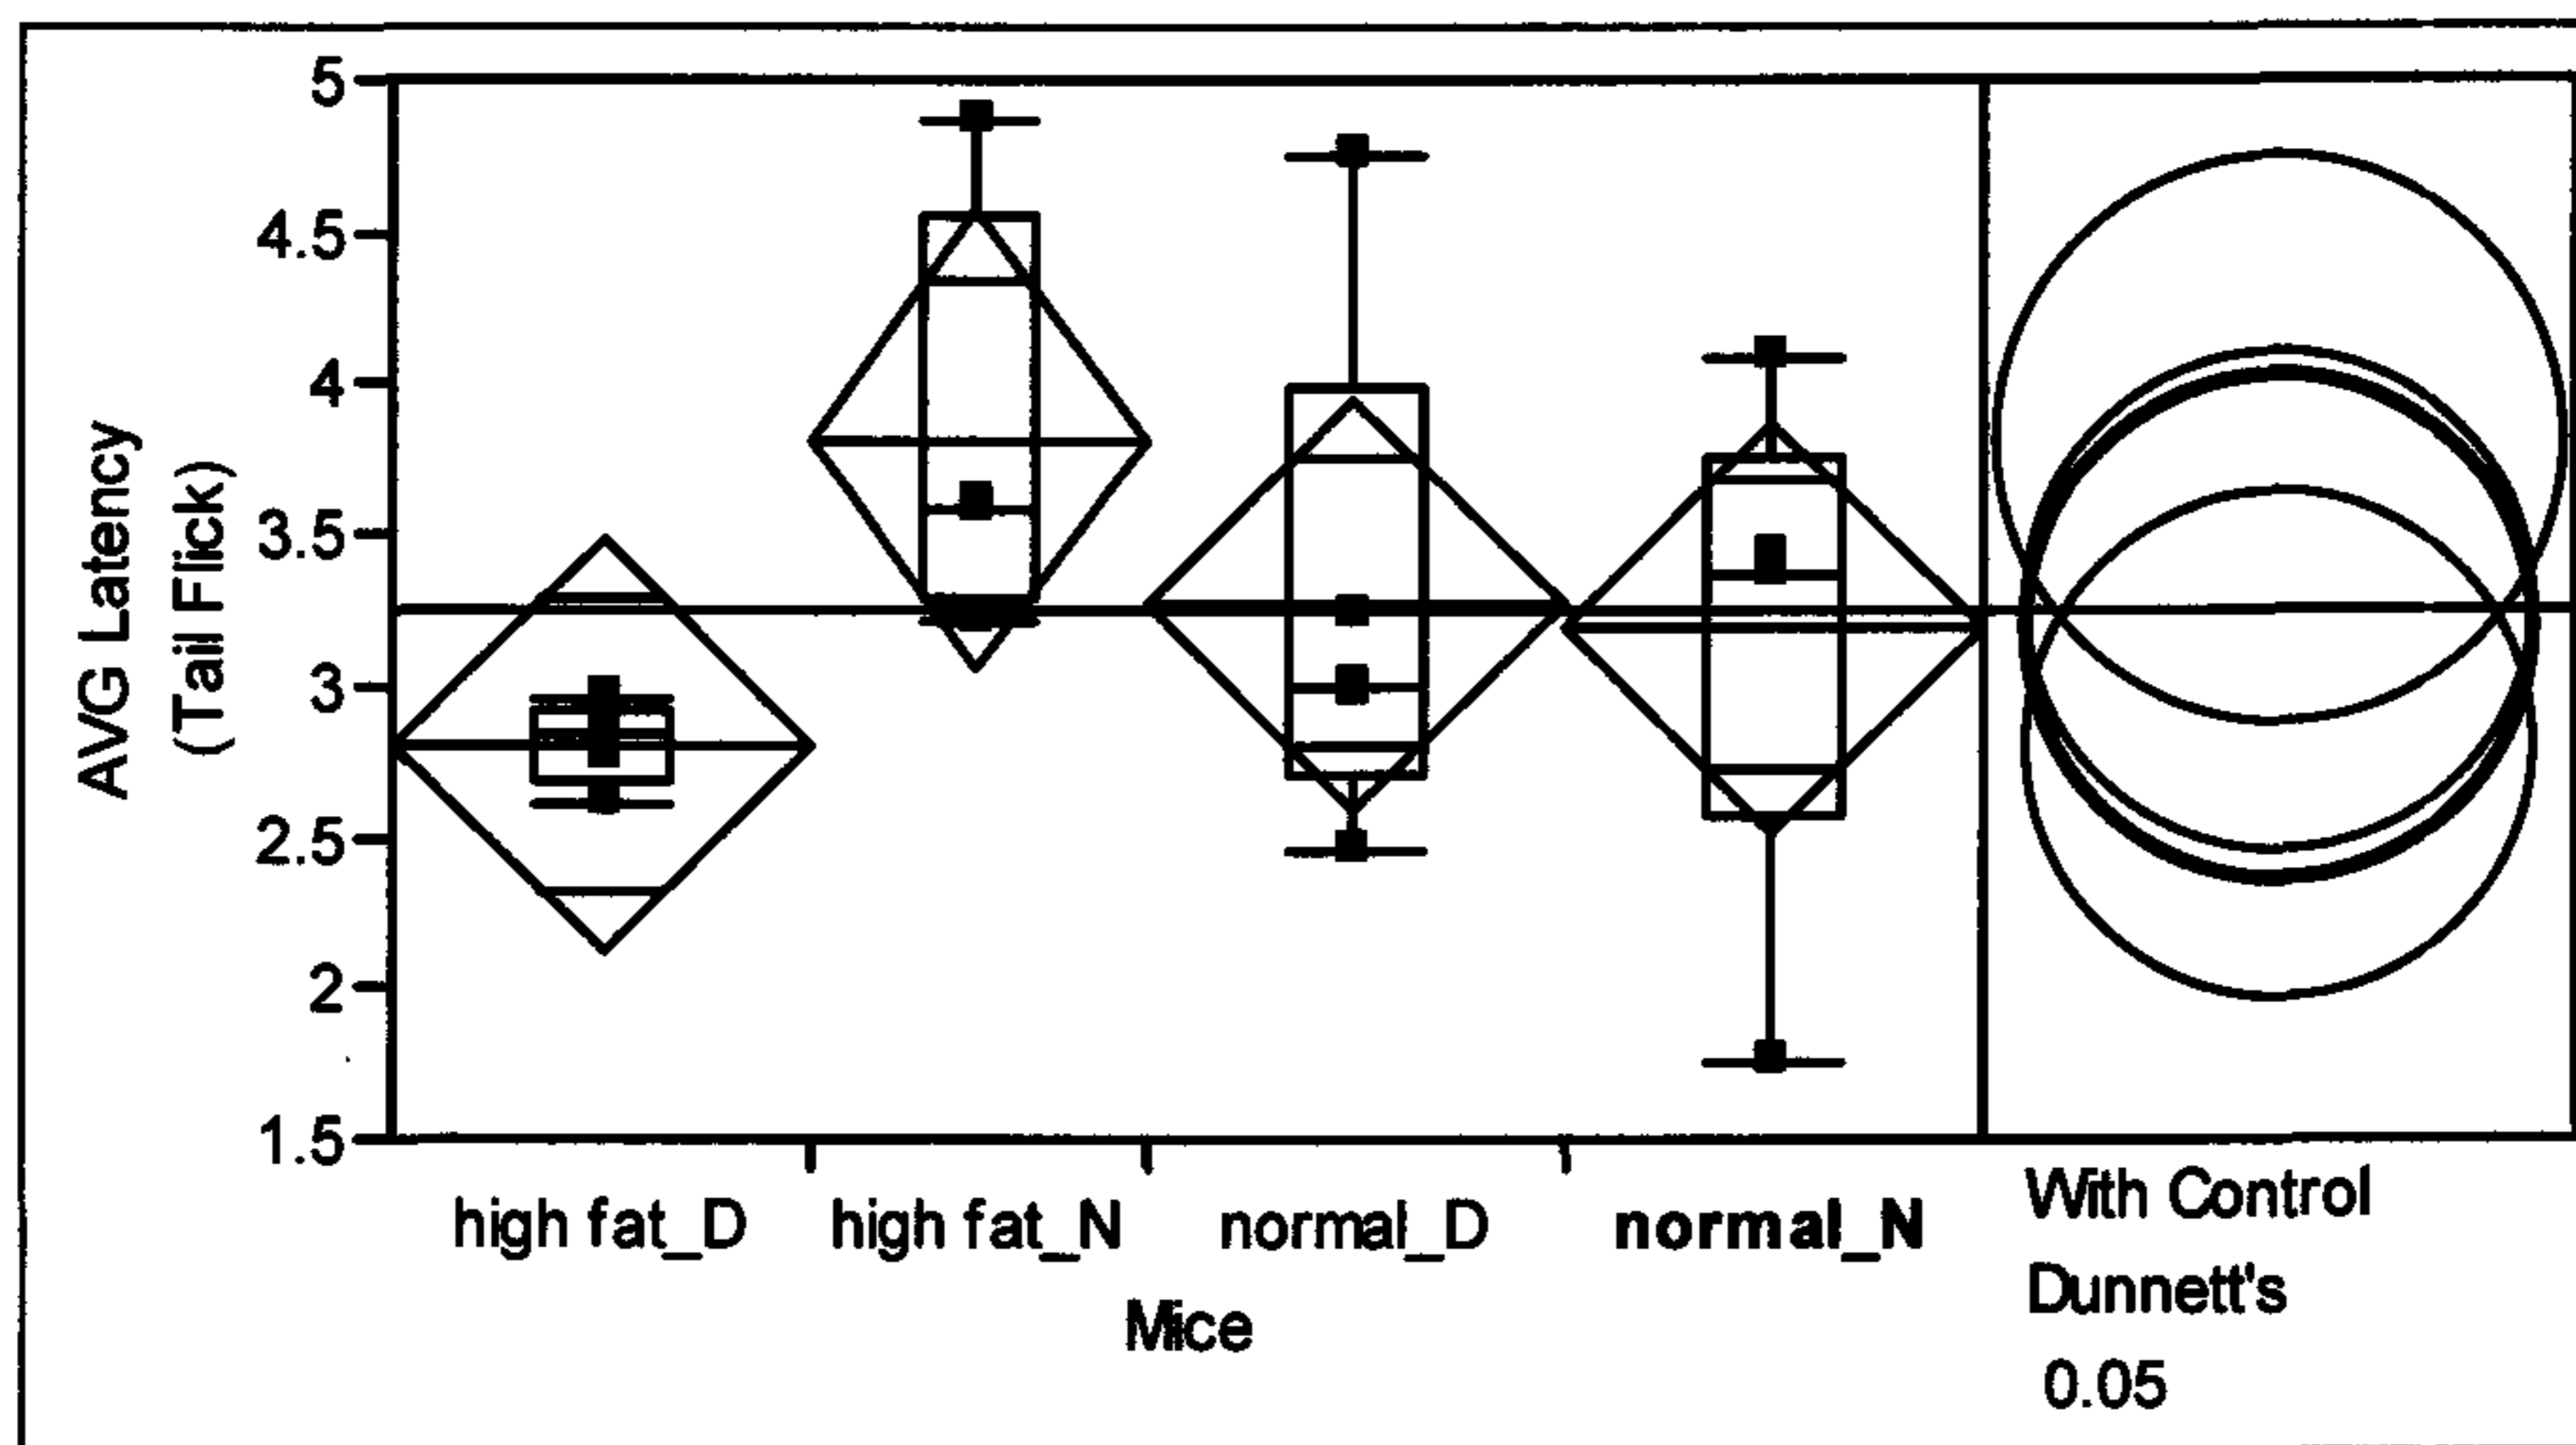 AVG Latency
(Tail Flick)
5
4.5
4
3.5
3
2.5
2
1.5
high fat_D high fat_N normal_D normal_N
Mice
With Control
Dunnett's
0.05